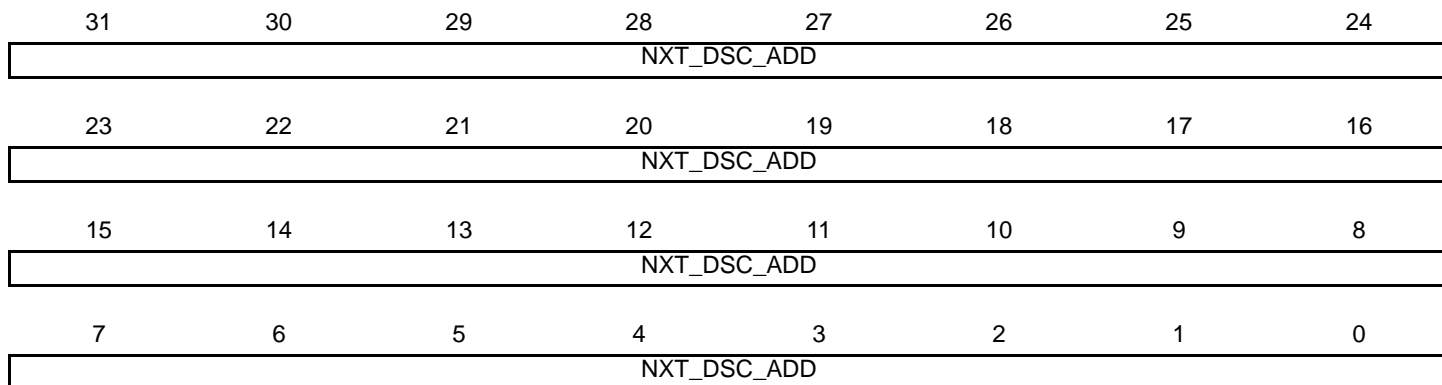 31 30 29 28 27 26 25 24
NXT_DSC_ADD
23 22 21 20 19 18 17 16
NXT_DSC_ADD
15 14 13 12 11 10 9 8
NXT_DSC_ADD
7 6 5 4 3 2 1 0
NXT_DSC_ADD